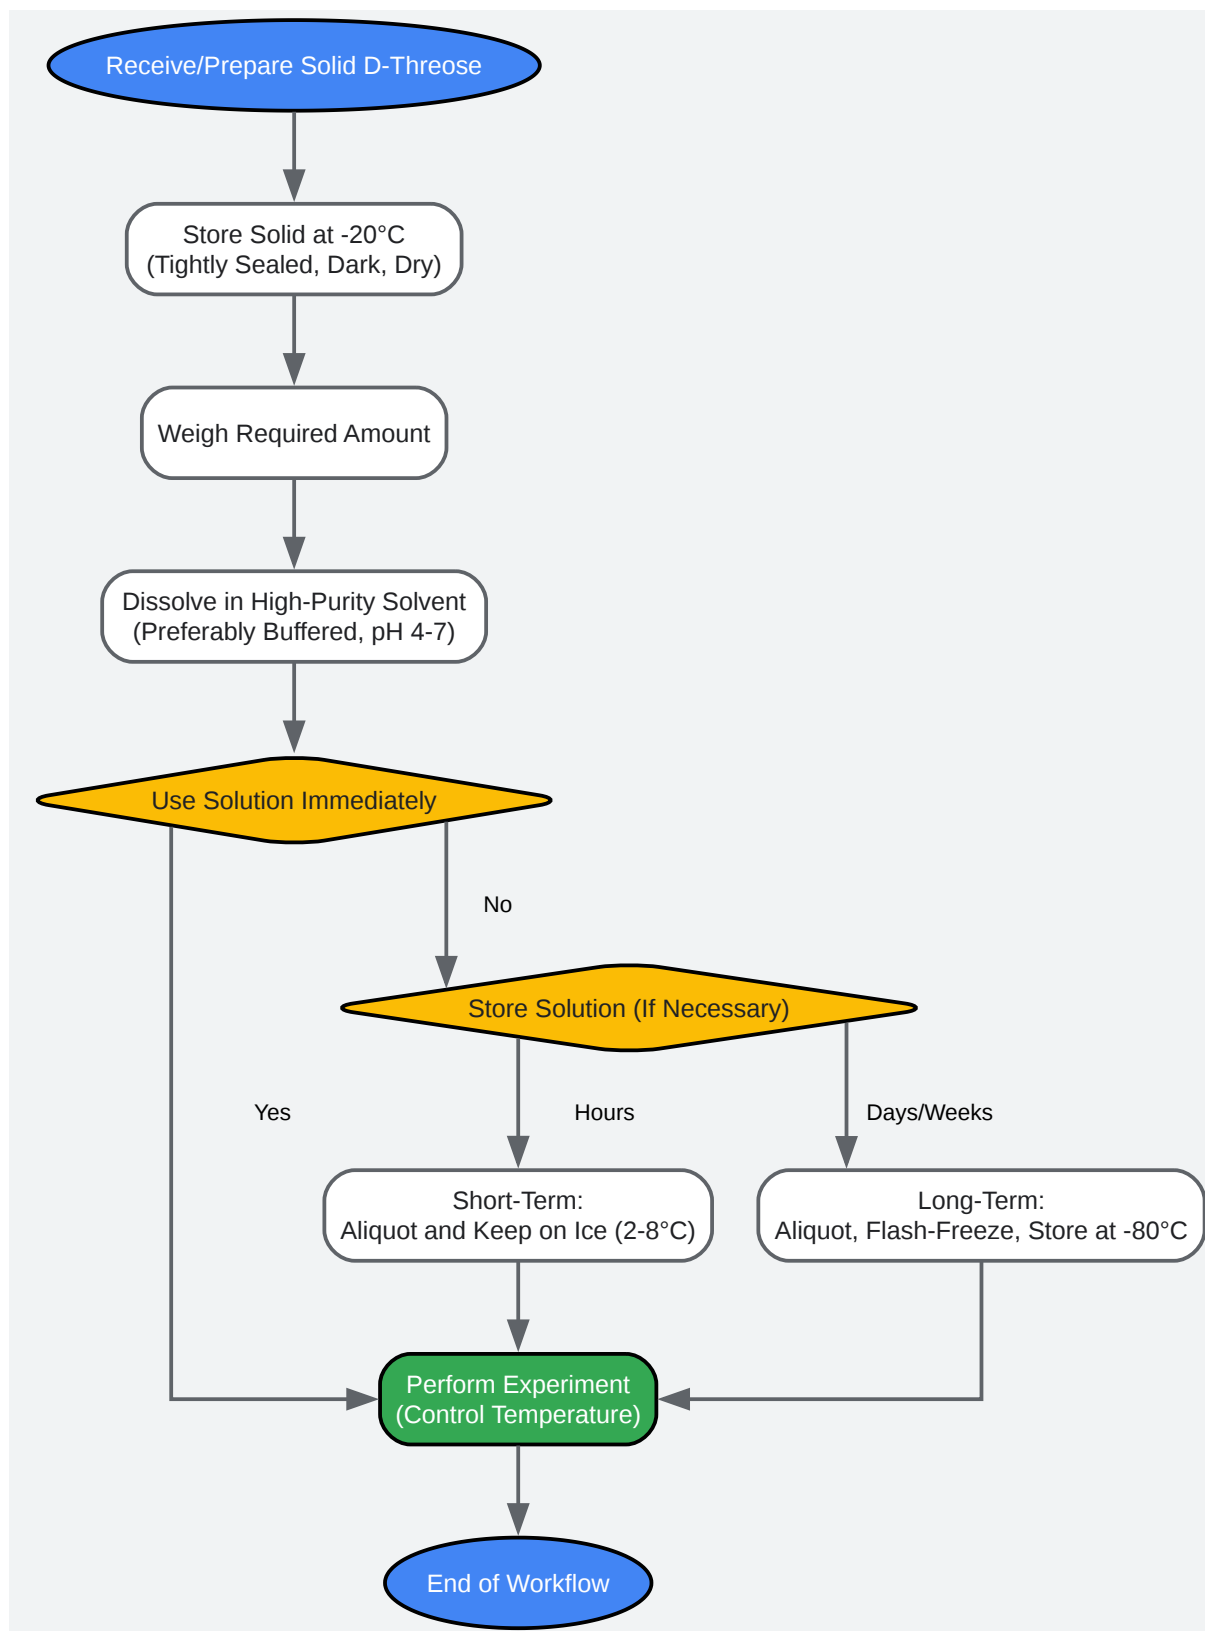 Receive/Prepare Solid D-Threose
Store Solid at -20°C
(Tightly Sealed, Dark, Dry)
Weigh Required Amount
Dissolve in High-Purity Solvent
(Preferably Buffered, pH 4-7)
Use Solution Immediately
No
Store Solution (If Necessary)
Yes
Hours
Days/Weeks
Short-Term:
Aliquot and Keep on Ice (2-8°C)
Long-Term:
Aliquot, Flash-Freeze, Store at -80°C
Perform Experiment
(Control Temperature)
End of Workflow